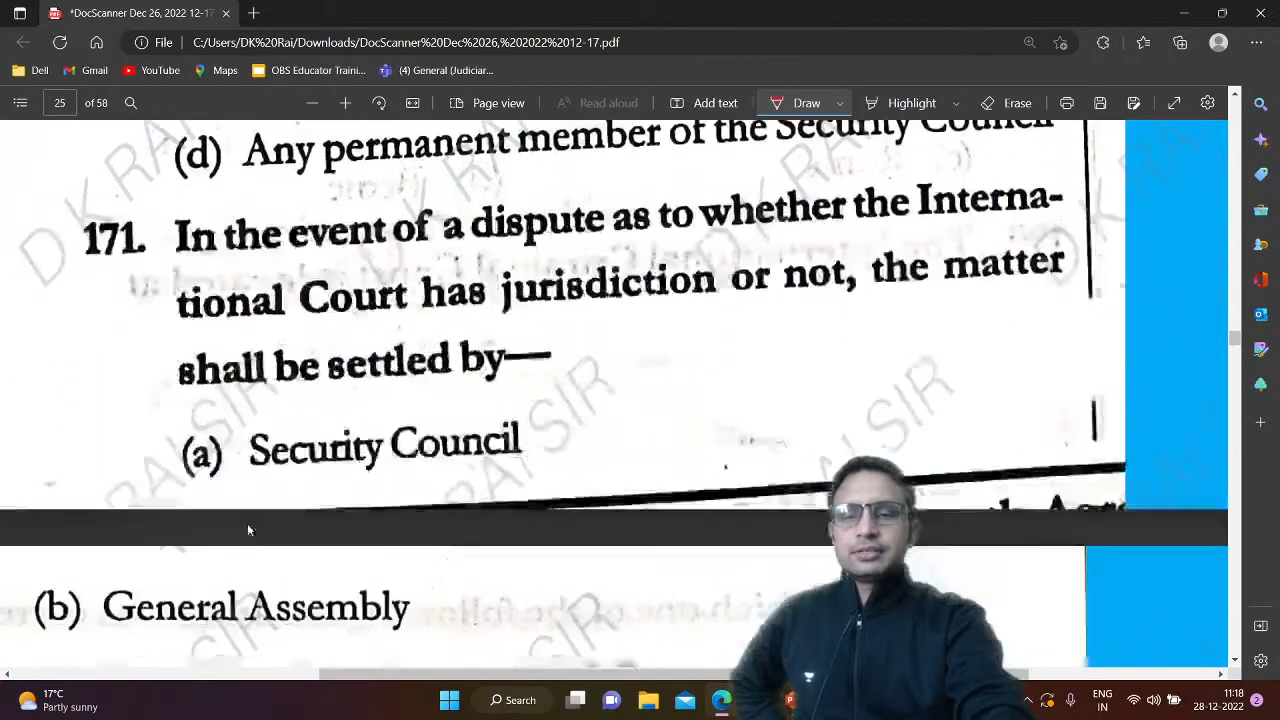 *DocScanner Dec 26, 2022 12-17
File
C:/Users/DK%20Rai/Downloads/DocScanner%20Dec%2026,%202022%2012-17.pdf
Dell
Gmail
YouTube
Maps
OBS Educator Traini...
(4) General (Judiciar...
25 of 58
Page view
Read aloud
Add text
Draw
Highlight
Erase
(d) Any permanent member of the Security Council
171. In the event of a dispute as to whether the Interna-
tional Court has jurisdiction or not, the matter
shall be settled by—
(a) Security Council
(b) General Assembly
D K RAI SIR
17°C
Partly sunny
Search
ENG
IN
11:18
28-12-2022
2